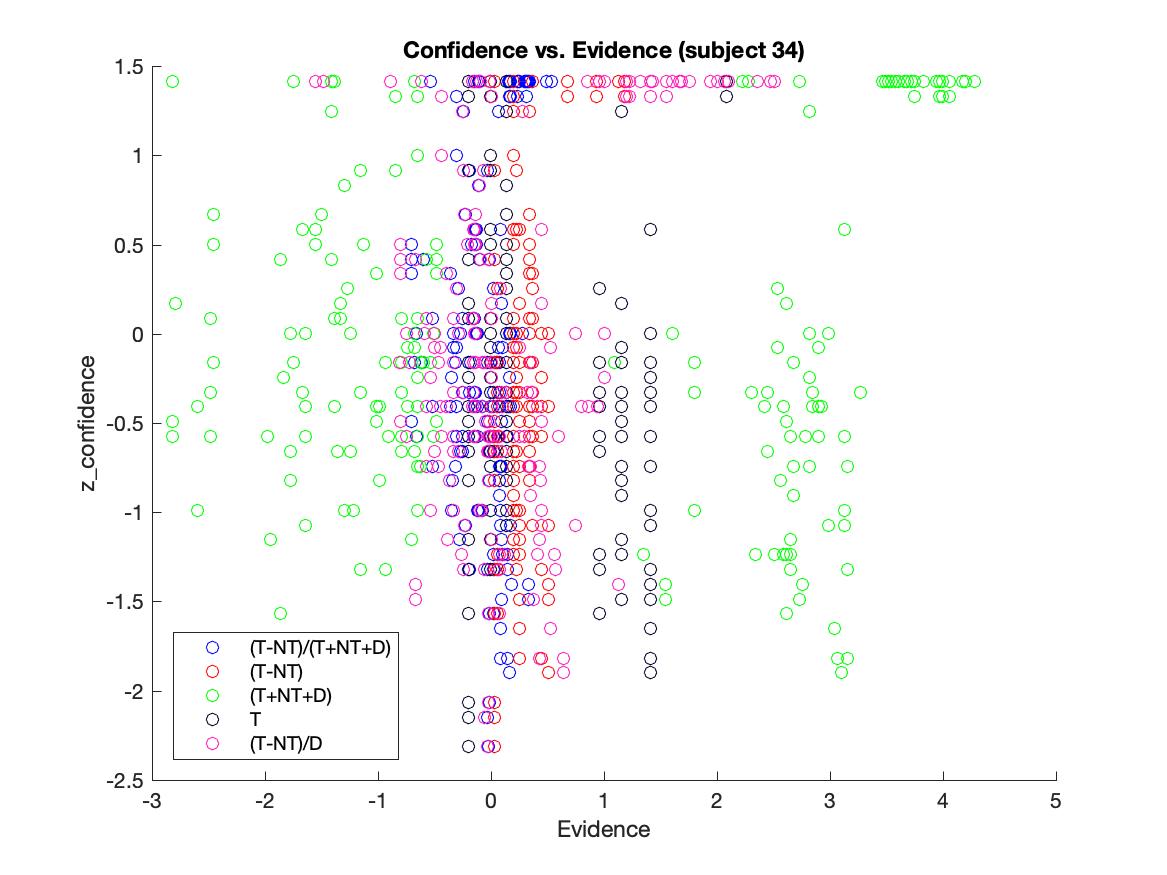 Confidence vs. Evidence (subject 34)
1.5
1
0.5
0
-0.5
-1
-1.5
-2
-2.5
z_confidence
(T-NT)/(T+NT+D)
(T-NT)
(T+NT+D)
T
(T-NT)/D
-3 -2 -1 0 1 2 3 4 5
Evidence